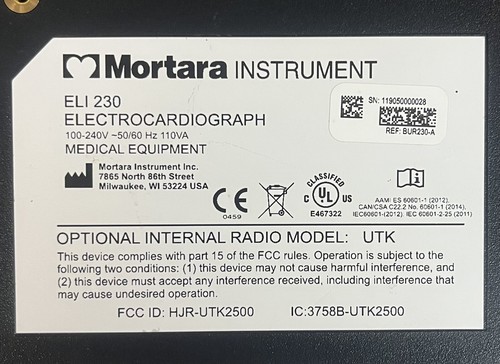 Mortara INSTRUMENT
ELI 230
ELECTROCARDIOGRAPH
100-240V ~50/60 Hz 110VA
MEDICAL EQUIPMENT
Mortara Instrument Inc.
7865 North 86th Street
Milwaukee, WI 53224 USA
SN: 119050000028
REF: BUR230-A
CE
0459
CLASSIFIED
C UL US
E467322
AAMI ES 60601-1 (2012),
CAN/CSA C22.2 No. 60601-1 (2014),
IEC60601-1(2012), IEC 60601-2-25 (2011)
OPTIONAL INTERNAL RADIO MODEL: UTK
This device complies with part 15 of the FCC rules. Operation is subject to the
following two conditions: (1) this device may not cause harmful interference, and
(2) this device must accept any interference received, including interference that
may cause undesired operation.
FCC ID: HJR-UTK2500 IC:3758B-UTK2500